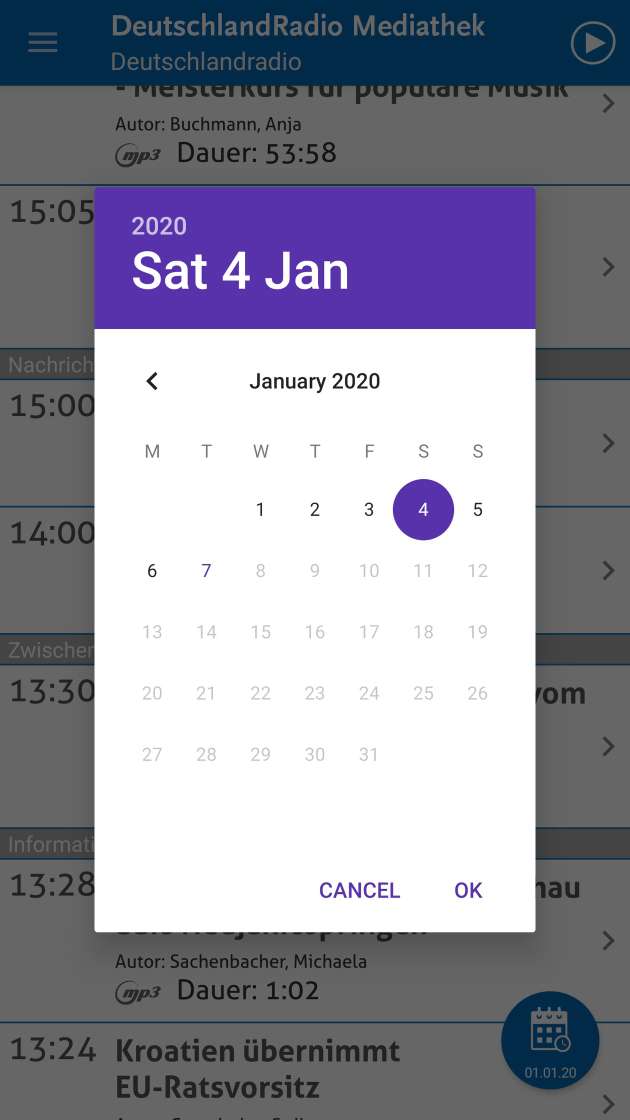 DeutschlandRadio Mediathek
Deutschlandradio
- Meisterkurs für populäre Musik
Autor: Buchmann, Anja
mp3 Dauer: 53:58
15:05
2020
Sat 4 Jan
Nachrich
January 2020
15:00
M T W T F S S
1 2 3 4 5
14:00
6 7 8 9 10 11 12
13 14 15 16 17 18 19
Zwischen
13:30
vom
20 21 22 23 24 25 26
27 28 29 30 31
Informati
13:28
CANCEL OK
nau
Autor: Sachenbacher, Michaela
mp3 Dauer: 1:02
13:24 Kroatien übernimmt
EU-Ratsvorsitz
01.01.20